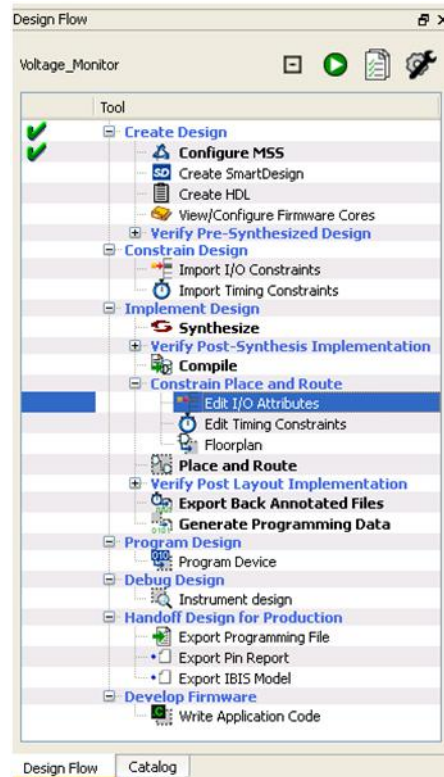 Design Flow
Voltage_Monitor
Tool
Create Design
Configure MSS
SD Create SmartDesign
Create HDL
View/Configure Firmware Cores
Verify Pre-Synthesized Design
Constrain Design
Import I/O Constraints
Import Timing Constraints
Implement Design
Synthesize
Verify Post-Synthesis Implementation
Compile
Constrain Place and Route
Edit I/O Attributes
Edit Timing Constraints
Floorplan
Place and Route
Verify Post Layout Implementation
Export Back Annotated Files
Generate Programming Data
Program Design
Program Device
Debug Design
Instrument design
Handoff Design for Production
Export Programming File
Export Pin Report
Export IBIS Model
Develop Firmware
Write Application Code
Design Flow Catalog